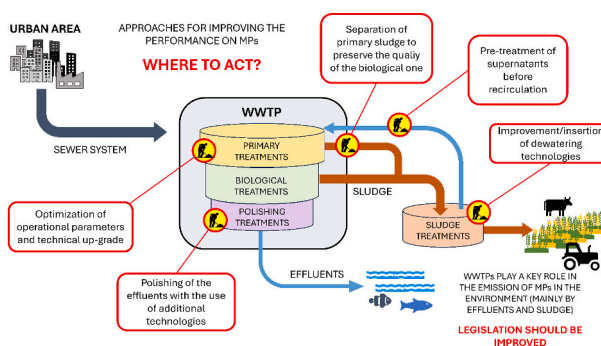 URBAN AREA
APPROACHES FOR IMPROVING THE
PERFORMANCE ON MPs
WHERE TO ACT?
Separation of
primary sludge to
preserve the qualiy
of the biological one
Pre-treatment of
supernatants
before
recirculation
WWTP
Improvement/insertion
of dewatering
technologies
SEWER SYSTEM
PRIMARY
TREATMENTS
BIOLOGICAL
TREATMENTS
SLUDGE
POLISHING
TREATMENTS
SLUDGE
TREATMENTS
Optimization of
operational parameters
and technical up-grade
Polishing of the
effluents with the use
of additional
technologies
EFFLUENTS
WWTPs PLAY A KEY ROLE IN
THE EMISSION OF MPs IN THE
ENVIRONMENT (MAINLY BY
EFFLUENTS AND SLUDGE)
LEGISLATION SHOULD BE
IMPROVED